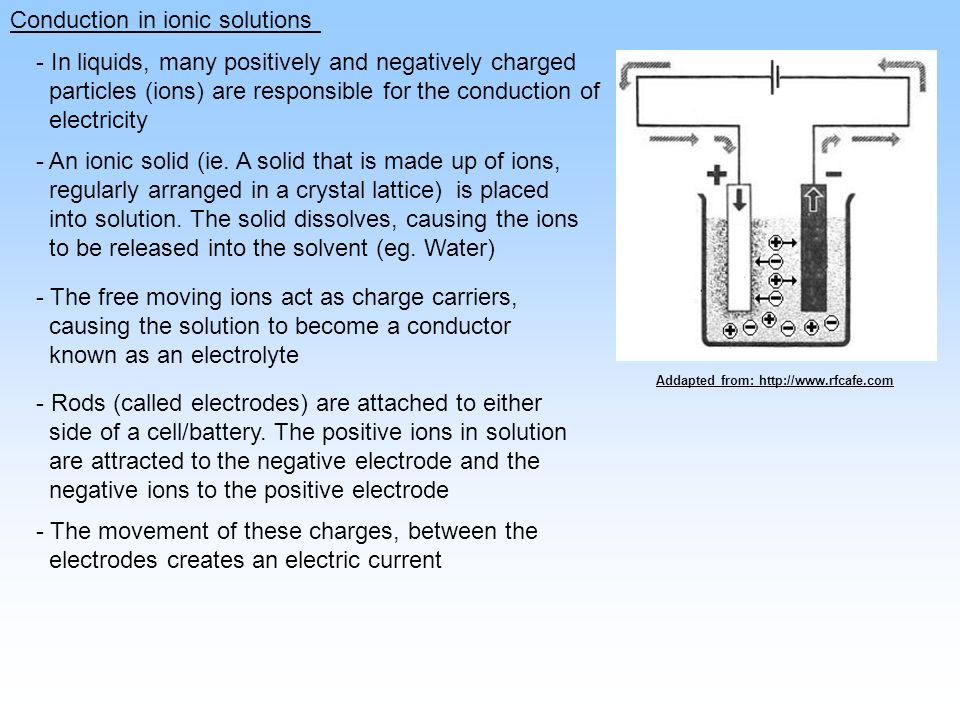 Conduction in ionic solutions
- In liquids, many positively and negatively charged
particles (ions) are responsible for the conduction of
electricity
- An ionic solid (ie. A solid that is made up of ions,
regularly arranged in a crystal lattice) is placed
into solution. The solid dissolves, causing the ions
to be released into the solvent (eg. Water)
- The free moving ions act as charge carriers,
causing the solution to become a conductor
known as an electrolyte
- Rods (called electrodes) are attached to either
side of a cell/battery. The positive ions in solution
are attracted to the negative electrode and the
negative ions to the positive electrode
- The movement of these charges, between the
electrodes creates an electric current
+ −
Addapted from: http://www.rfcafe.com